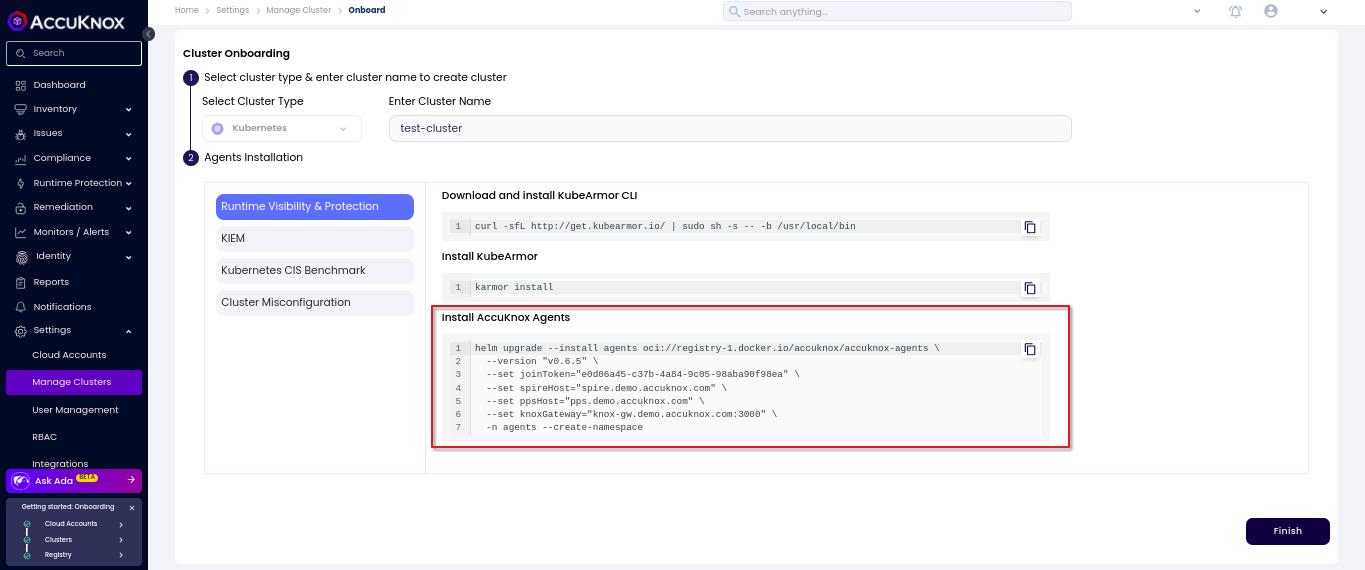 ACCUKNOX
Home > Settings > Manage Cluster > Onboard
Search anything...
Search
Dashboard
Inventory
Issues
Compliance
Runtime Protection
Remediation
Monitors / Alerts
Identity
Reports
Notifications
Settings
Cloud Accounts
Manage Clusters
User Management
RBAC
Integrations
Ask Ada BETA
Getting started: Onboarding
Cloud Accounts
Clusters
Registry
Cluster Onboarding
1 Select cluster type & enter cluster name to create cluster
Select Cluster Type
Kubernetes
Enter Cluster Name
test-cluster
2 Agents Installation
Runtime Visibility & Protection
KIEM
Kubernetes CIS Benchmark
Cluster Misconfiguration
Download and install KubeArmor CLI
1 curl -sfL http://get.kubearmor.io/ | sudo sh -s -- -b /usr/local/bin
Install KubeArmor
1 karmor install
Install AccuKnox Agents
1 helm upgrade --install agents oci://registry-1.docker.io/accuknox/accuknox-agents \
2 --version "v0.6.5" \
3 --set joinToken="e0d06a45-c37b-4a84-9c05-98aba90f98ea" \
4 --set spireHost="spire.demo.accuknox.com" \
5 --set ppsHost="pps.demo.accuknox.com" \
6 --set knoxGateway="knox-gw.demo.accuknox.com:3000" \
7 -n agents --create-namespace
Finish